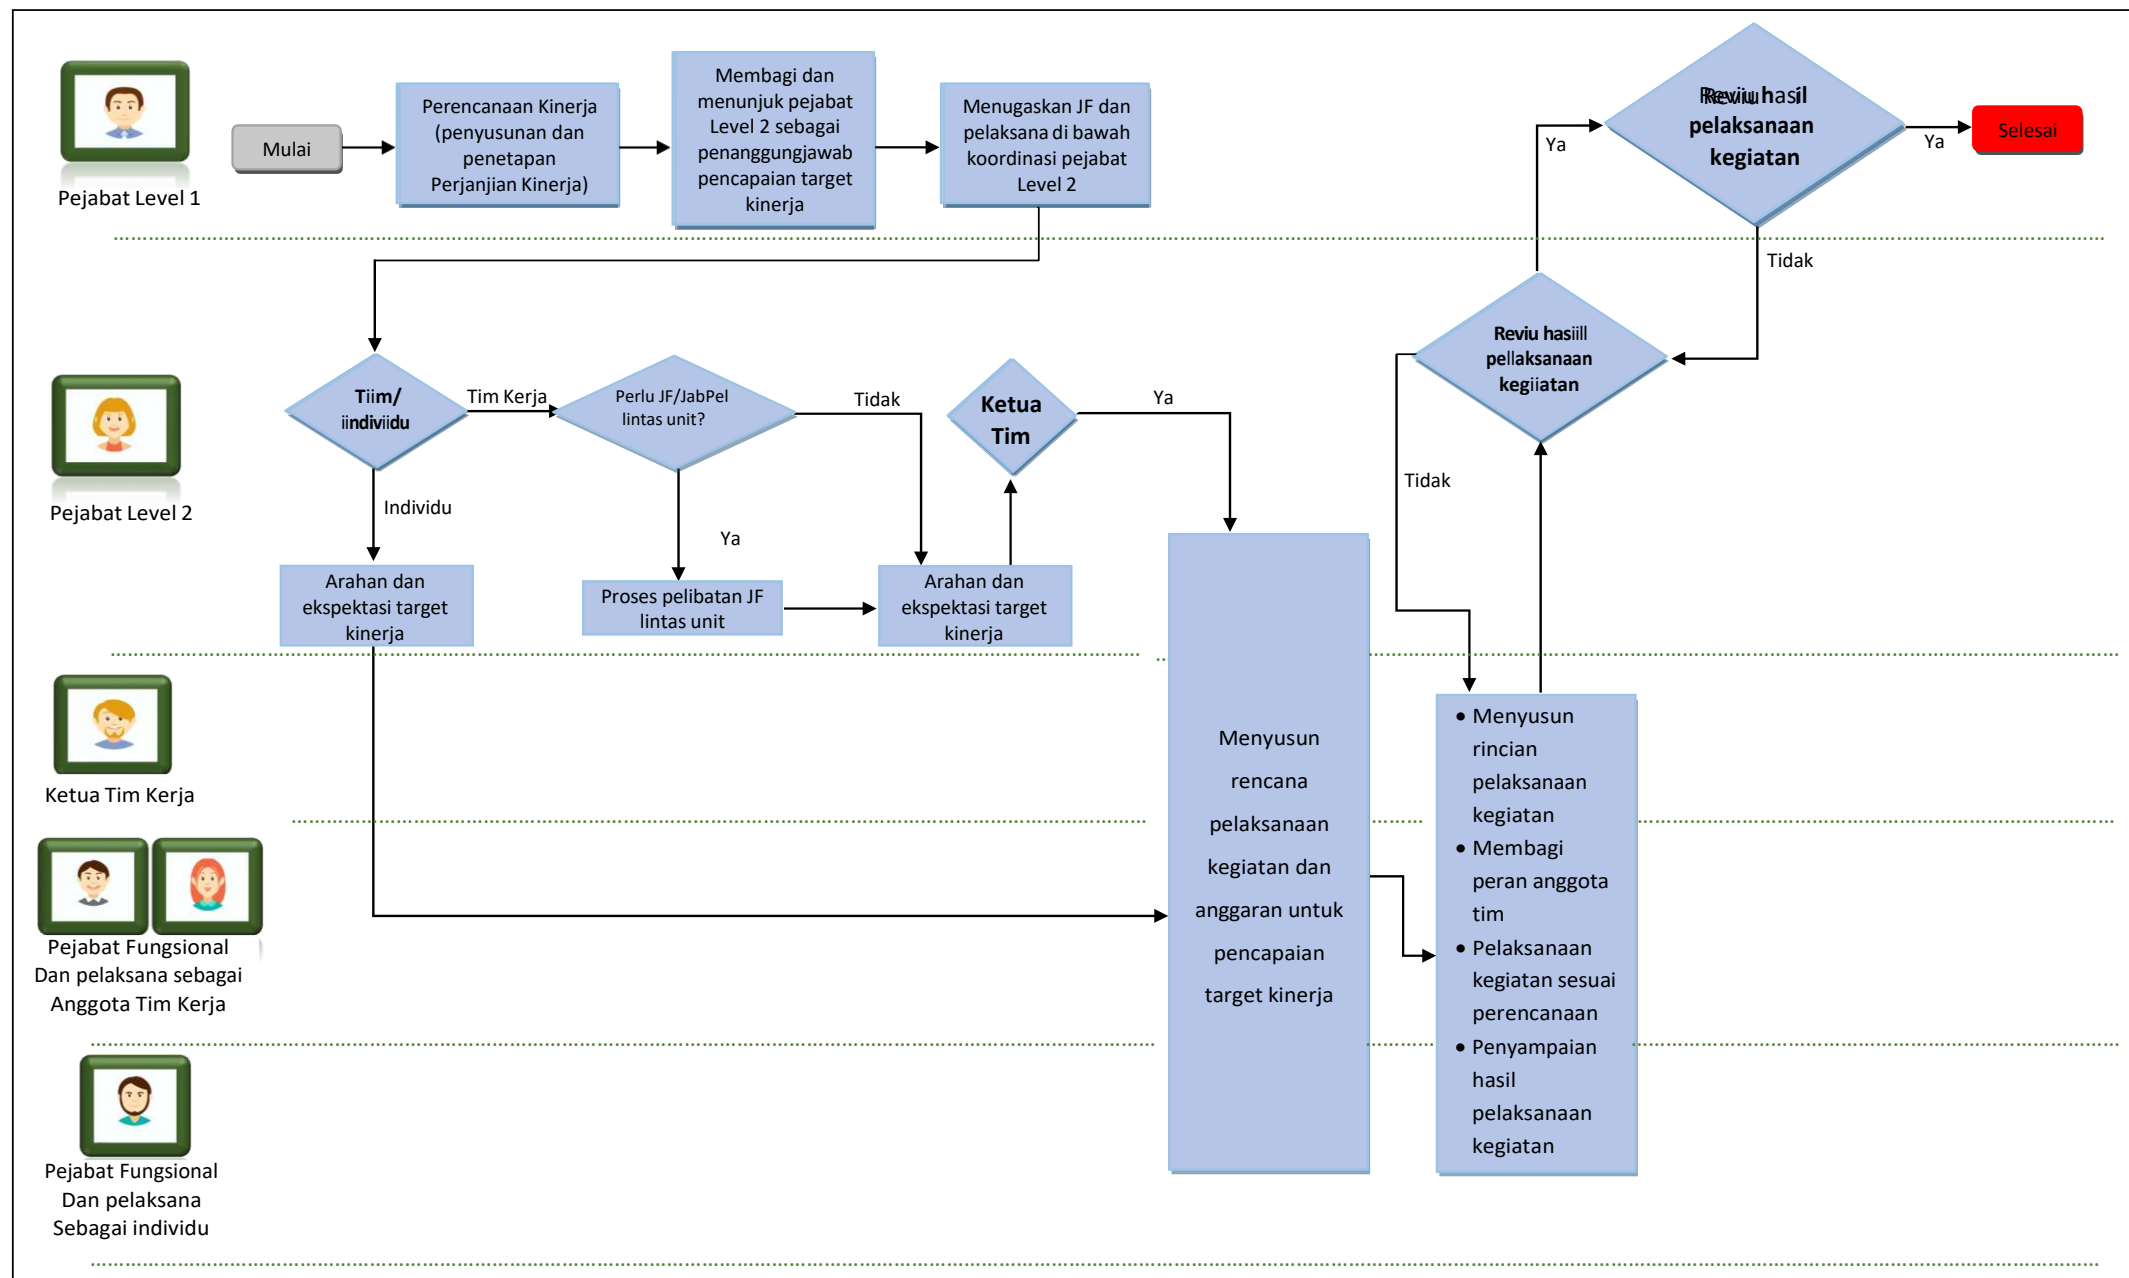 Pejabat Level 1
Mulai
Perencanaan Kinerja
(penyusunan dan
penetapan
Perjanjian Kinerja)
Membagi dan
menunjuk pejabat
Level 2 sebagai
penanggungjawab
pencapaian target
kinerja
Menugaskan JF dan
pelaksana di bawah
koordinasi pejabat
Level 2
Ya
Reviu hasil
pelaksanaan
kegiatan
Ya
Selesai
Tidak
Pejabat Level 2
Tiim/
iindiviidu
Tim Kerja
Individu
Perlu JF/JabPel
lintas unit?
Tidak
Ya
Ketua
Tim
Ya
Reviu hasiill
pellaksanaan
kegiiatan
Tidak
Arahan dan
ekspektasi target
kinerja
Proses pelibatan JF
lintas unit
Arahan dan
ekspektasi target
kinerja
Ketua Tim Kerja
Menyusun
rencana
pelaksanaan
kegiatan dan
anggaran untuk
pencapaian
target kinerja
• Menyusun
rincian
pelaksanaan
kegiatan
• Membagi
peran anggota
tim
• Pelaksanaan
kegiatan sesuai
perencanaan
• Penyampaian
hasil
pelaksanaan
kegiatan
Pejabat Fungsional
Dan pelaksana sebagai
Anggota Tim Kerja
Pejabat Fungsional
Dan pelaksana
Sebagai individu